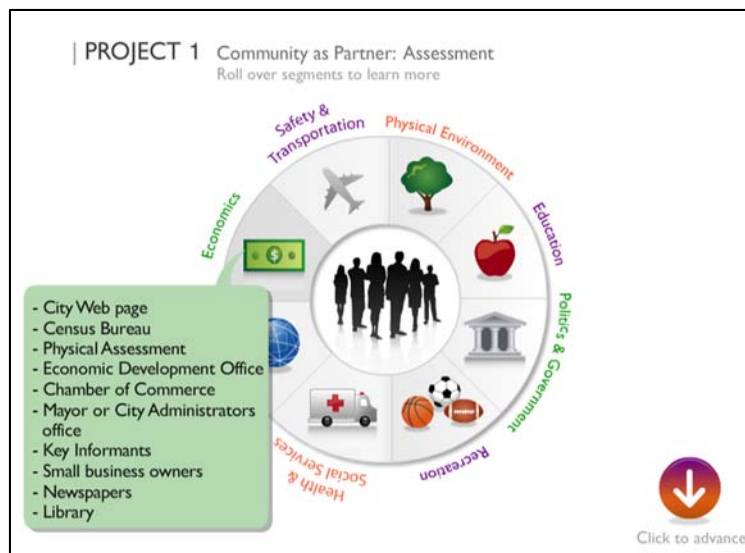 | PROJECT 1 Community as Partner: Assessment
Roll over segments to learn more
Safety &
Transportation
Physical Environment
Economics
Education
Politics & Government
Recreation
Health &
Social Services
- City Web page
- Census Bureau
- Physical Assessment
- Economic Development Office
- Chamber of Commerce
- Mayor or City Administrators
office
- Key Informants
- Small business owners
- Newspapers
- Library
Click to advance